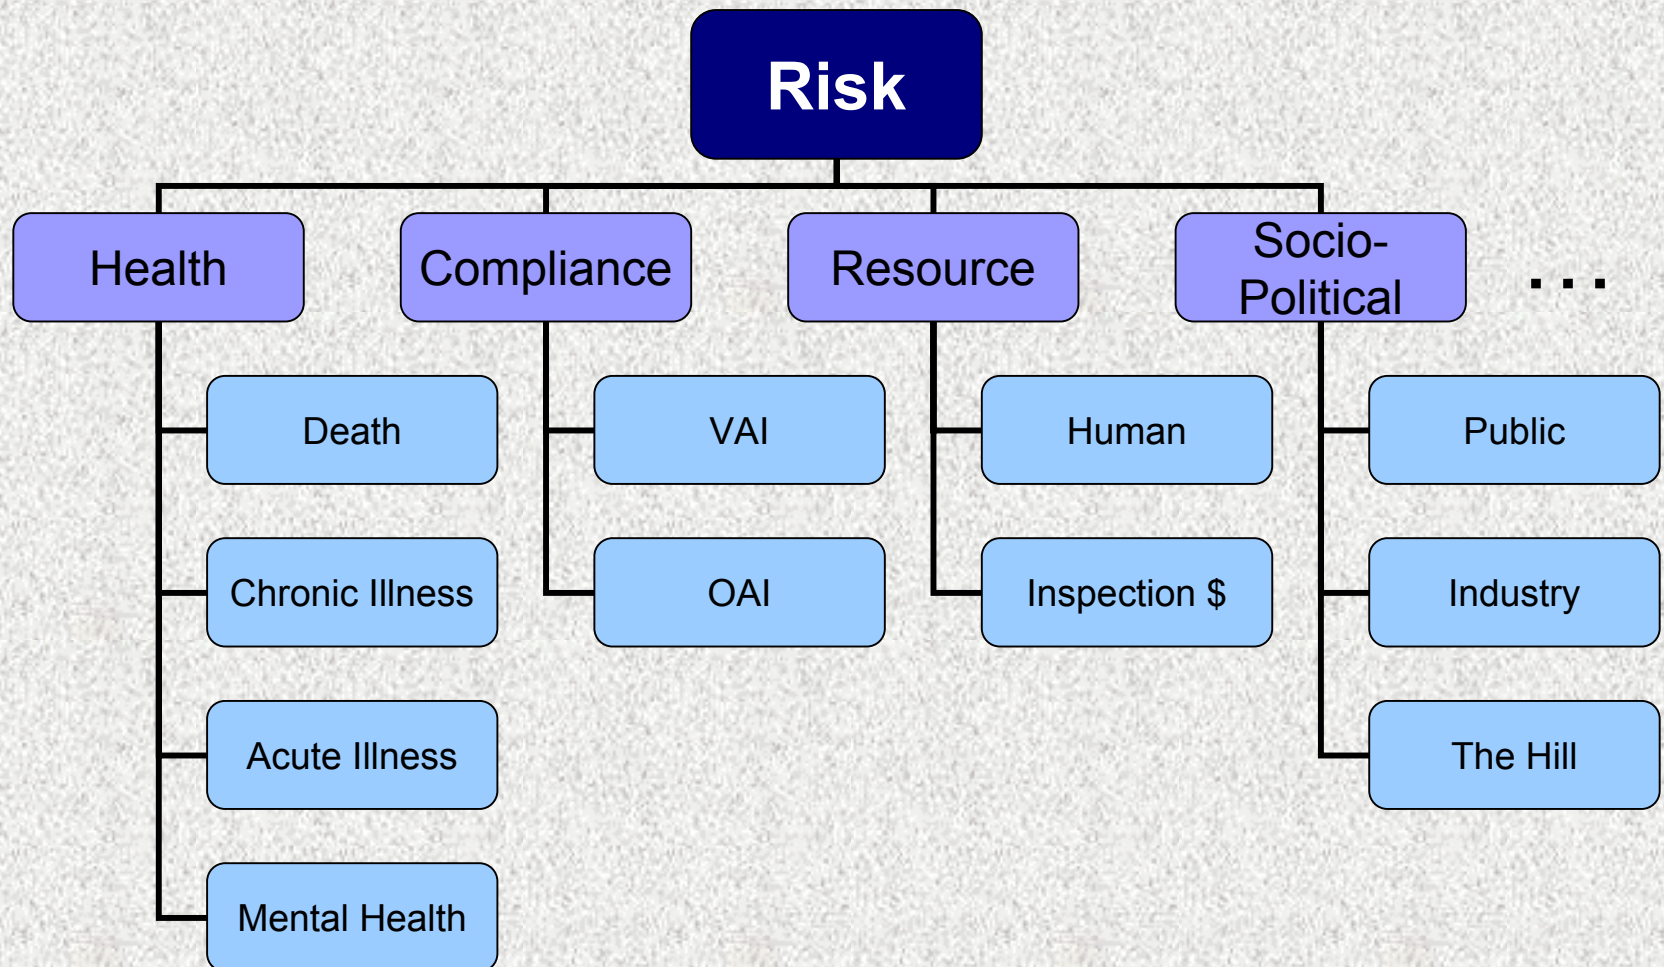 Risk
Health
Compliance
Resource
Socio-
Political
...
Death
VAI
Human
Public
Chronic Illness
OAI
Inspection $
Industry
Acute Illness
The Hill
Mental Health